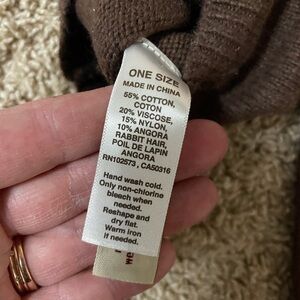 ONE SIZE
MADE IN CHINA
55% COTTON,
COTON
20% VISCOSE,
15% NYLON,
10% ANGORA
RABBIT HAIR,
POIL DE LAPIN
ANGORA
RN102573, CA50316
Hand wash cold.
Only non-chlorine
bleach when
needed.
Reshape and
dry flat.
Warm iron
if needed.